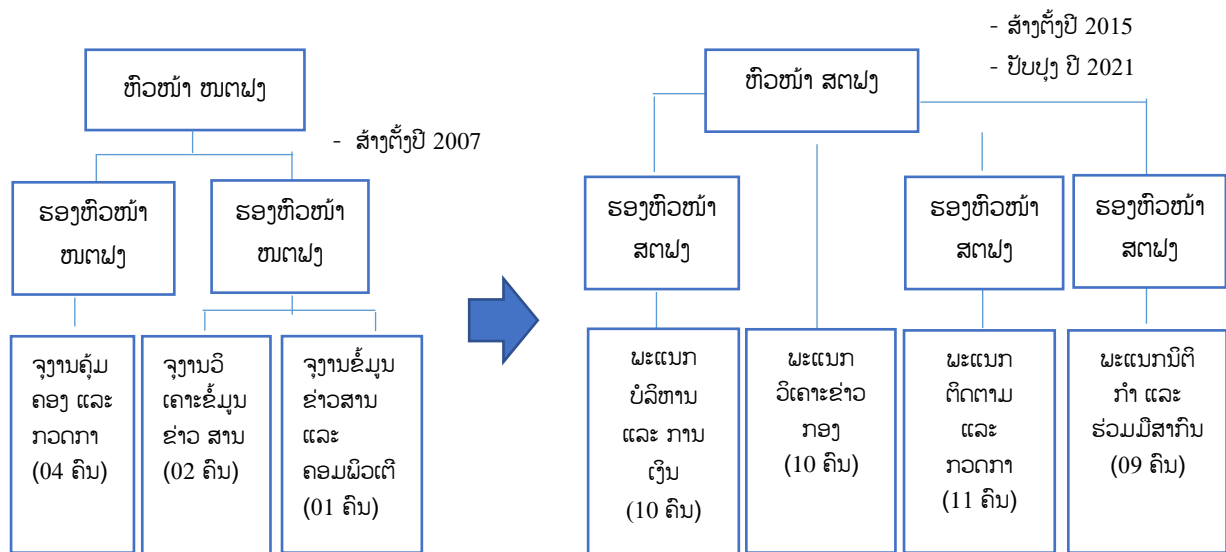 ຫົວໜ້າ ໜຕຟງ
- ສ້າງຕັ້ງປີ 2007
ຮອງຫົວໜ້າ
ໜຕຟງ
ຮອງຫົວໜ້າ
ໜຕຟງ
ຈຸງານຄຸ້ມ
ຄອງ ແລະ
ກວດກາ
(04 ຄົນ)
ຈຸງານວິ
ເຄາະຂໍ້ມູນ
ຂ່າວ ສານ
(02 ຄົນ)
ຈຸງານຂໍ້ມູນ
ຂ່າວສານ
ແລະ
ຄອມພິວເຕີ
(01 ຄົນ)
- ສ້າງຕັ້ງປີ 2015
- ປັບປຸງ ປີ 2021
ຫົວໜ້າ ສຕຟງ
ຮອງຫົວໜ້າ
ສຕຟງ
ຮອງຫົວໜ້າ
ສຕຟງ
ຮອງຫົວໜ້າ
ສຕຟງ
ພະແນກ
ບໍລິຫານ
ແລະ ການ
ເງິນ
(10 ຄົນ)
ພະແນກ
ວິເຄາະຂ່າວ
ກອງ
(10 ຄົນ)
ພະແນກ
ຕິດຕາມ
ແລະ
ກວດກາ
(11 ຄົນ)
ພະແນກນິຕິ
ກຳ ແລະ
ຮ່ວມມືສາກົນ
(09 ຄົນ)